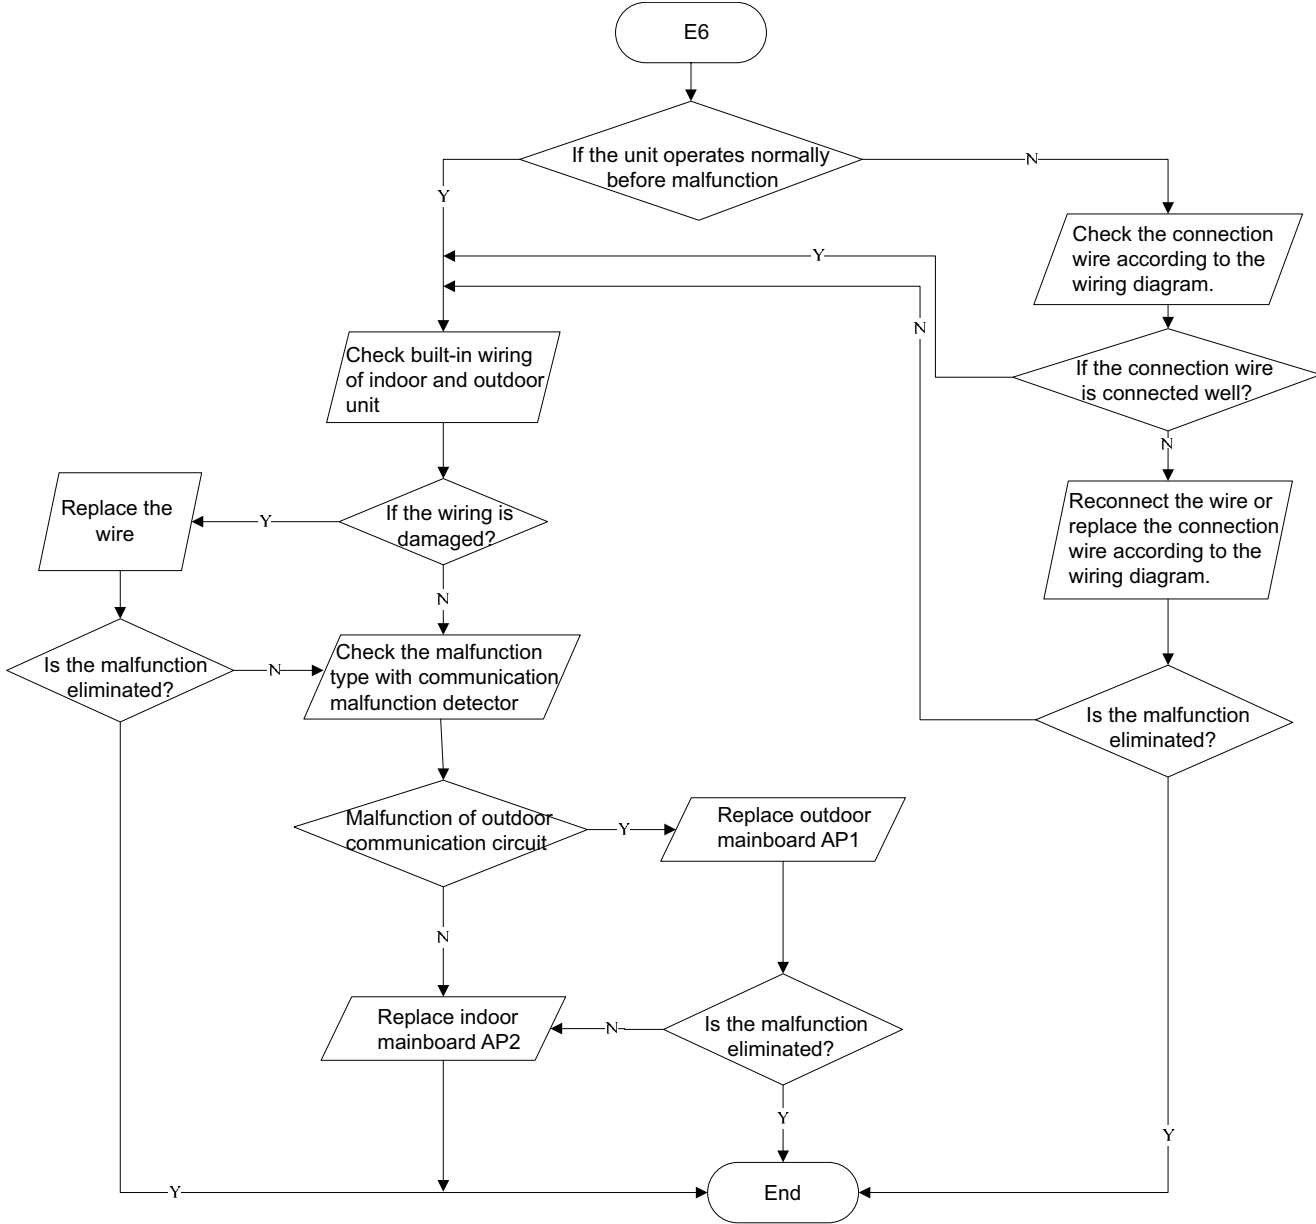 E6
If the unit operates normally
before malfunction
N
Y
Check the connection
wire according to the
wiring diagram.
Y
N
Check built-in wiring
of indoor and outdoor
unit
If the connection wire
is connected well?
N
Replace the
wire
Y
If the wiring is
damaged?
Reconnect the wire or
replace the connection
wire according to the
wiring diagram.
N
Is the malfunction
eliminated?
N
Check the malfunction
type with communication
malfunction detector
Is the malfunction
eliminated?
Malfunction of outdoor
communication circuit
Y
Replace outdoor
mainboard AP1
N
Replace indoor
mainboard AP2
N
Is the malfunction
eliminated?
Y
Y
Y
End